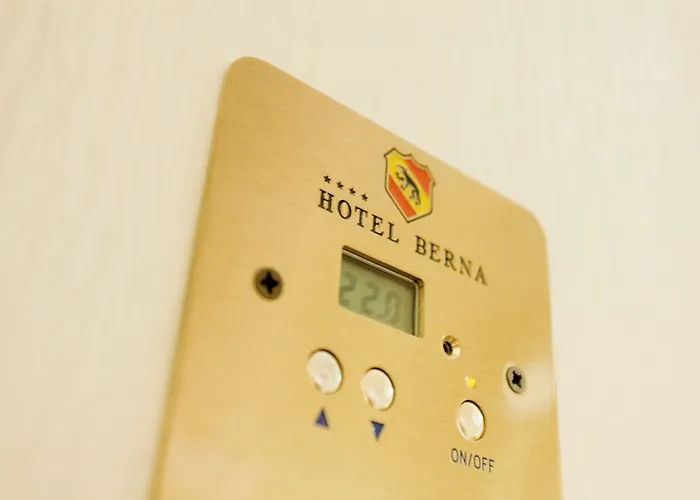 ★★★★
HOTEL BERNA
22.0
▲ ▼
ON/OFF